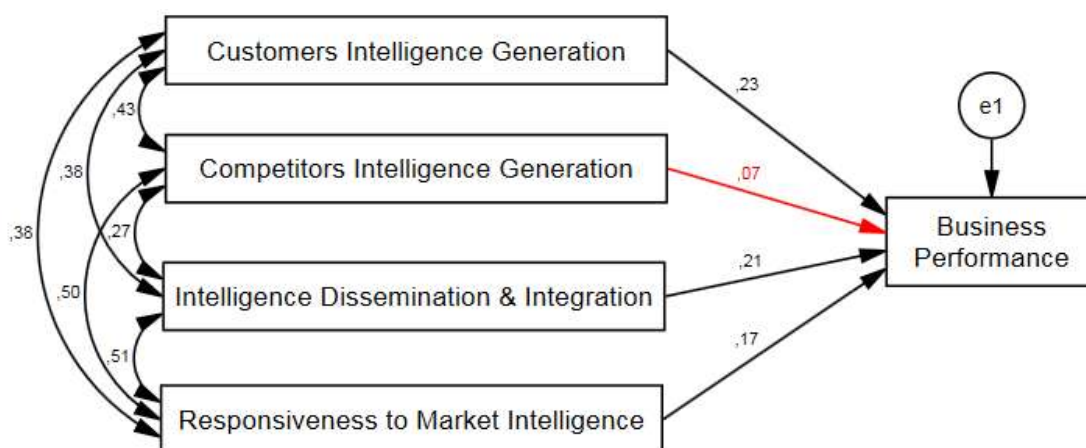 Customers Intelligence Generation
,23
e1
,43
Competitors Intelligence Generation
,07
,38
Business
Performance
,38
,27
,21
Intelligence Dissemination & Integration
,50
,17
,51
Responsiveness to Market Intelligence